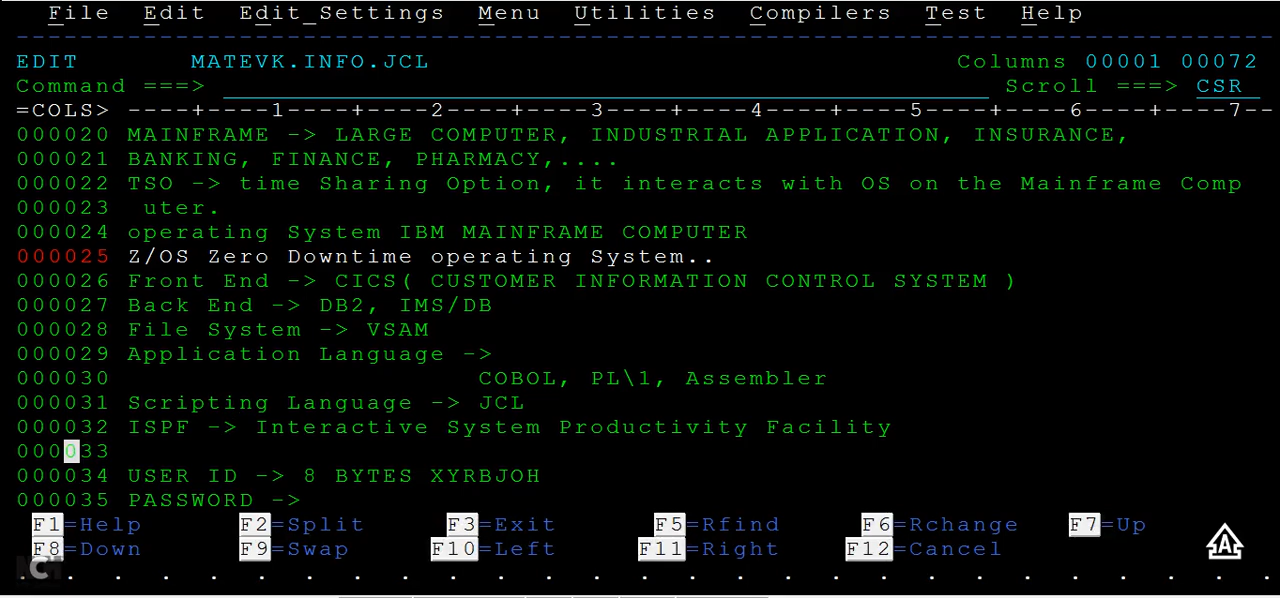 File Edit Edit_Settings Menu Utilities Compilers Test Help
EDIT MATEVK.INFO.JCL Columns 00001 00072
Command ===> Scroll ===> CSR
=COLS> ----+----1----+----2----+----3----+----4----+----5----+----6----+----7--
000020 MAINFRAME -> LARGE COMPUTER, INDUSTRIAL APPLICATION, INSURANCE,
000021 BANKING, FINANCE, PHARMACY,....
000022 TSO -> time Sharing Option, it interacts with OS on the Mainframe Comp
000023 uter.
000024 operating System IBM MAINFRAME COMPUTER
000025 Z/OS Zero Downtime operating System..
000026 Front End -> CICS( CUSTOMER INFORMATION CONTROL SYSTEM )
000027 Back End -> DB2, IMS/DB
000028 File System -> VSAM
000029 Application Language ->
000030 COBOL, PL\1, Assembler
000031 Scripting Language -> JCL
000032 ISPF -> Interactive System Productivity Facility
000033
000034 USER ID -> 8 BYTES XYRBJOH
000035 PASSWORD ->
F1=Help F2=Split F3=Exit F5=Rfind F6=Rchange F7=Up
F8=Down F9=Swap F10=Left F11=Right F12=Cancel
A